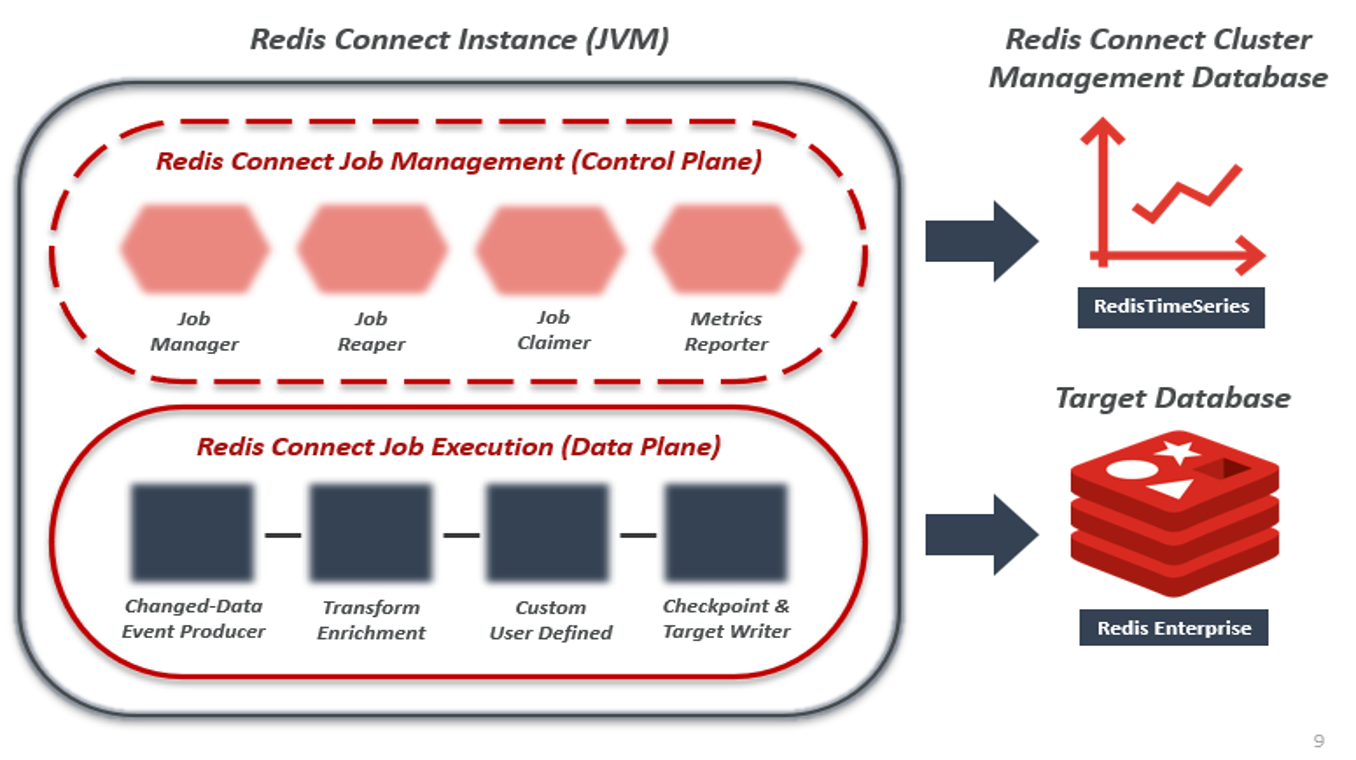 Redis Connect Instance (JVM)
Redis Connect Job Management (Control Plane)
Job
Manager
Job
Reaper
Job
Claimer
Metrics
Reporter
Redis Connect Job Execution (Data Plane)
Changed-Data
Event Producer
Transform
Enrichment
Custom
User Defined
Checkpoint &
Target Writer
Redis Connect Cluster
Management Database
RedisTimeSeries
Target Database
Redis Enterprise
9